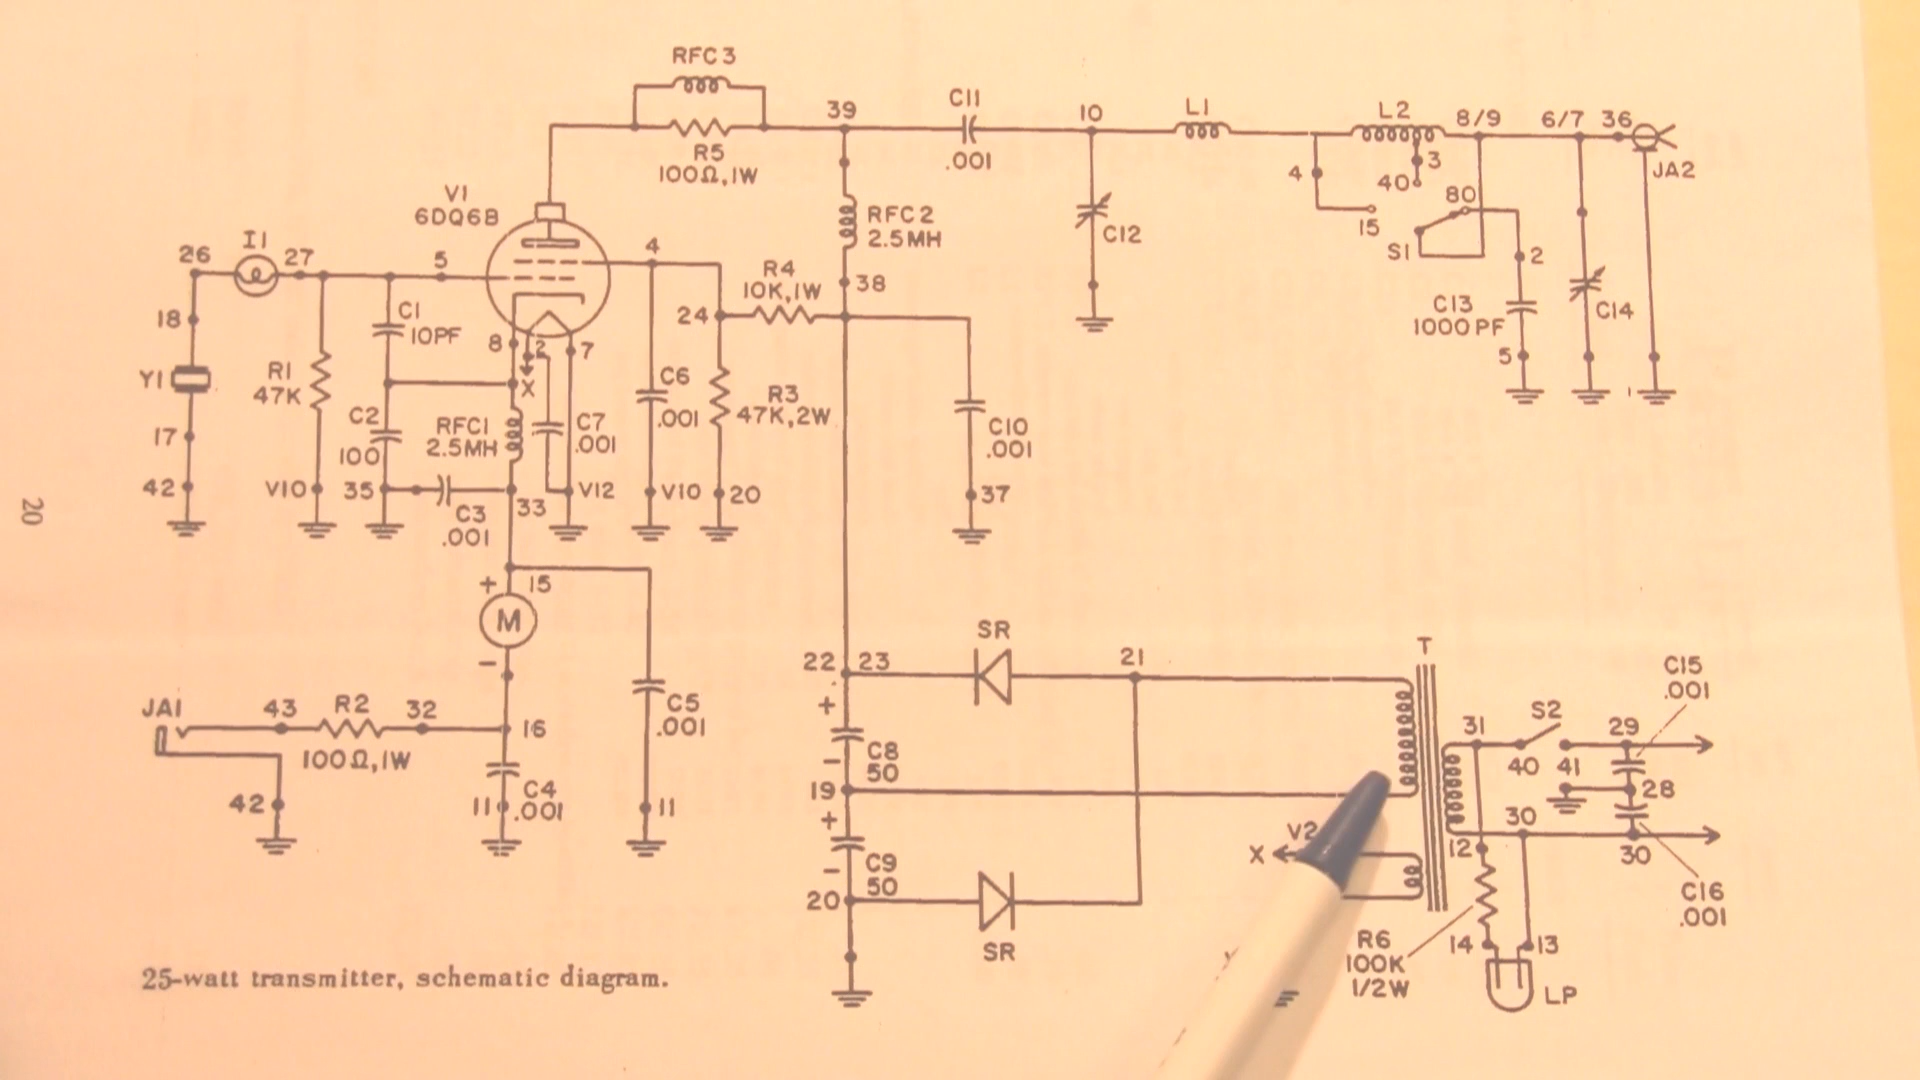 RFC3
R5
100Ω,1W
39
C11
.001
10
L1
L2
8/9
6/7
36
JA2
4
3
40
80
15
S1
2
C13
1000PF
5
C14
1
C12
V1
6DQ6B
RFC2
2.5MH
26
I1
27
5
4
R4
10K,1W
38
24
18
C1
10PF
8
2
7
X
Y1
R1
47K
C6
.001
R3
47K,2W
C2
100
RFC1
2.5MH
C7
.001
C10
.001
17
42
V10
35
C3
.001
33
V12
V10
20
37
+
15
M
-
JA1
43
R2
32
100Ω,1W
16
C5
.001
42
11
C4
.001
11
22
23
SR
21
T
+
-
C8
50
19
+
-
C9
50
20
SR
V2
X
31
S2
29
C15
.001
40
41
28
30
12
30
C16
.001
R6
100K
1/2W
14
13
LP
25-watt transmitter, schematic diagram.
20